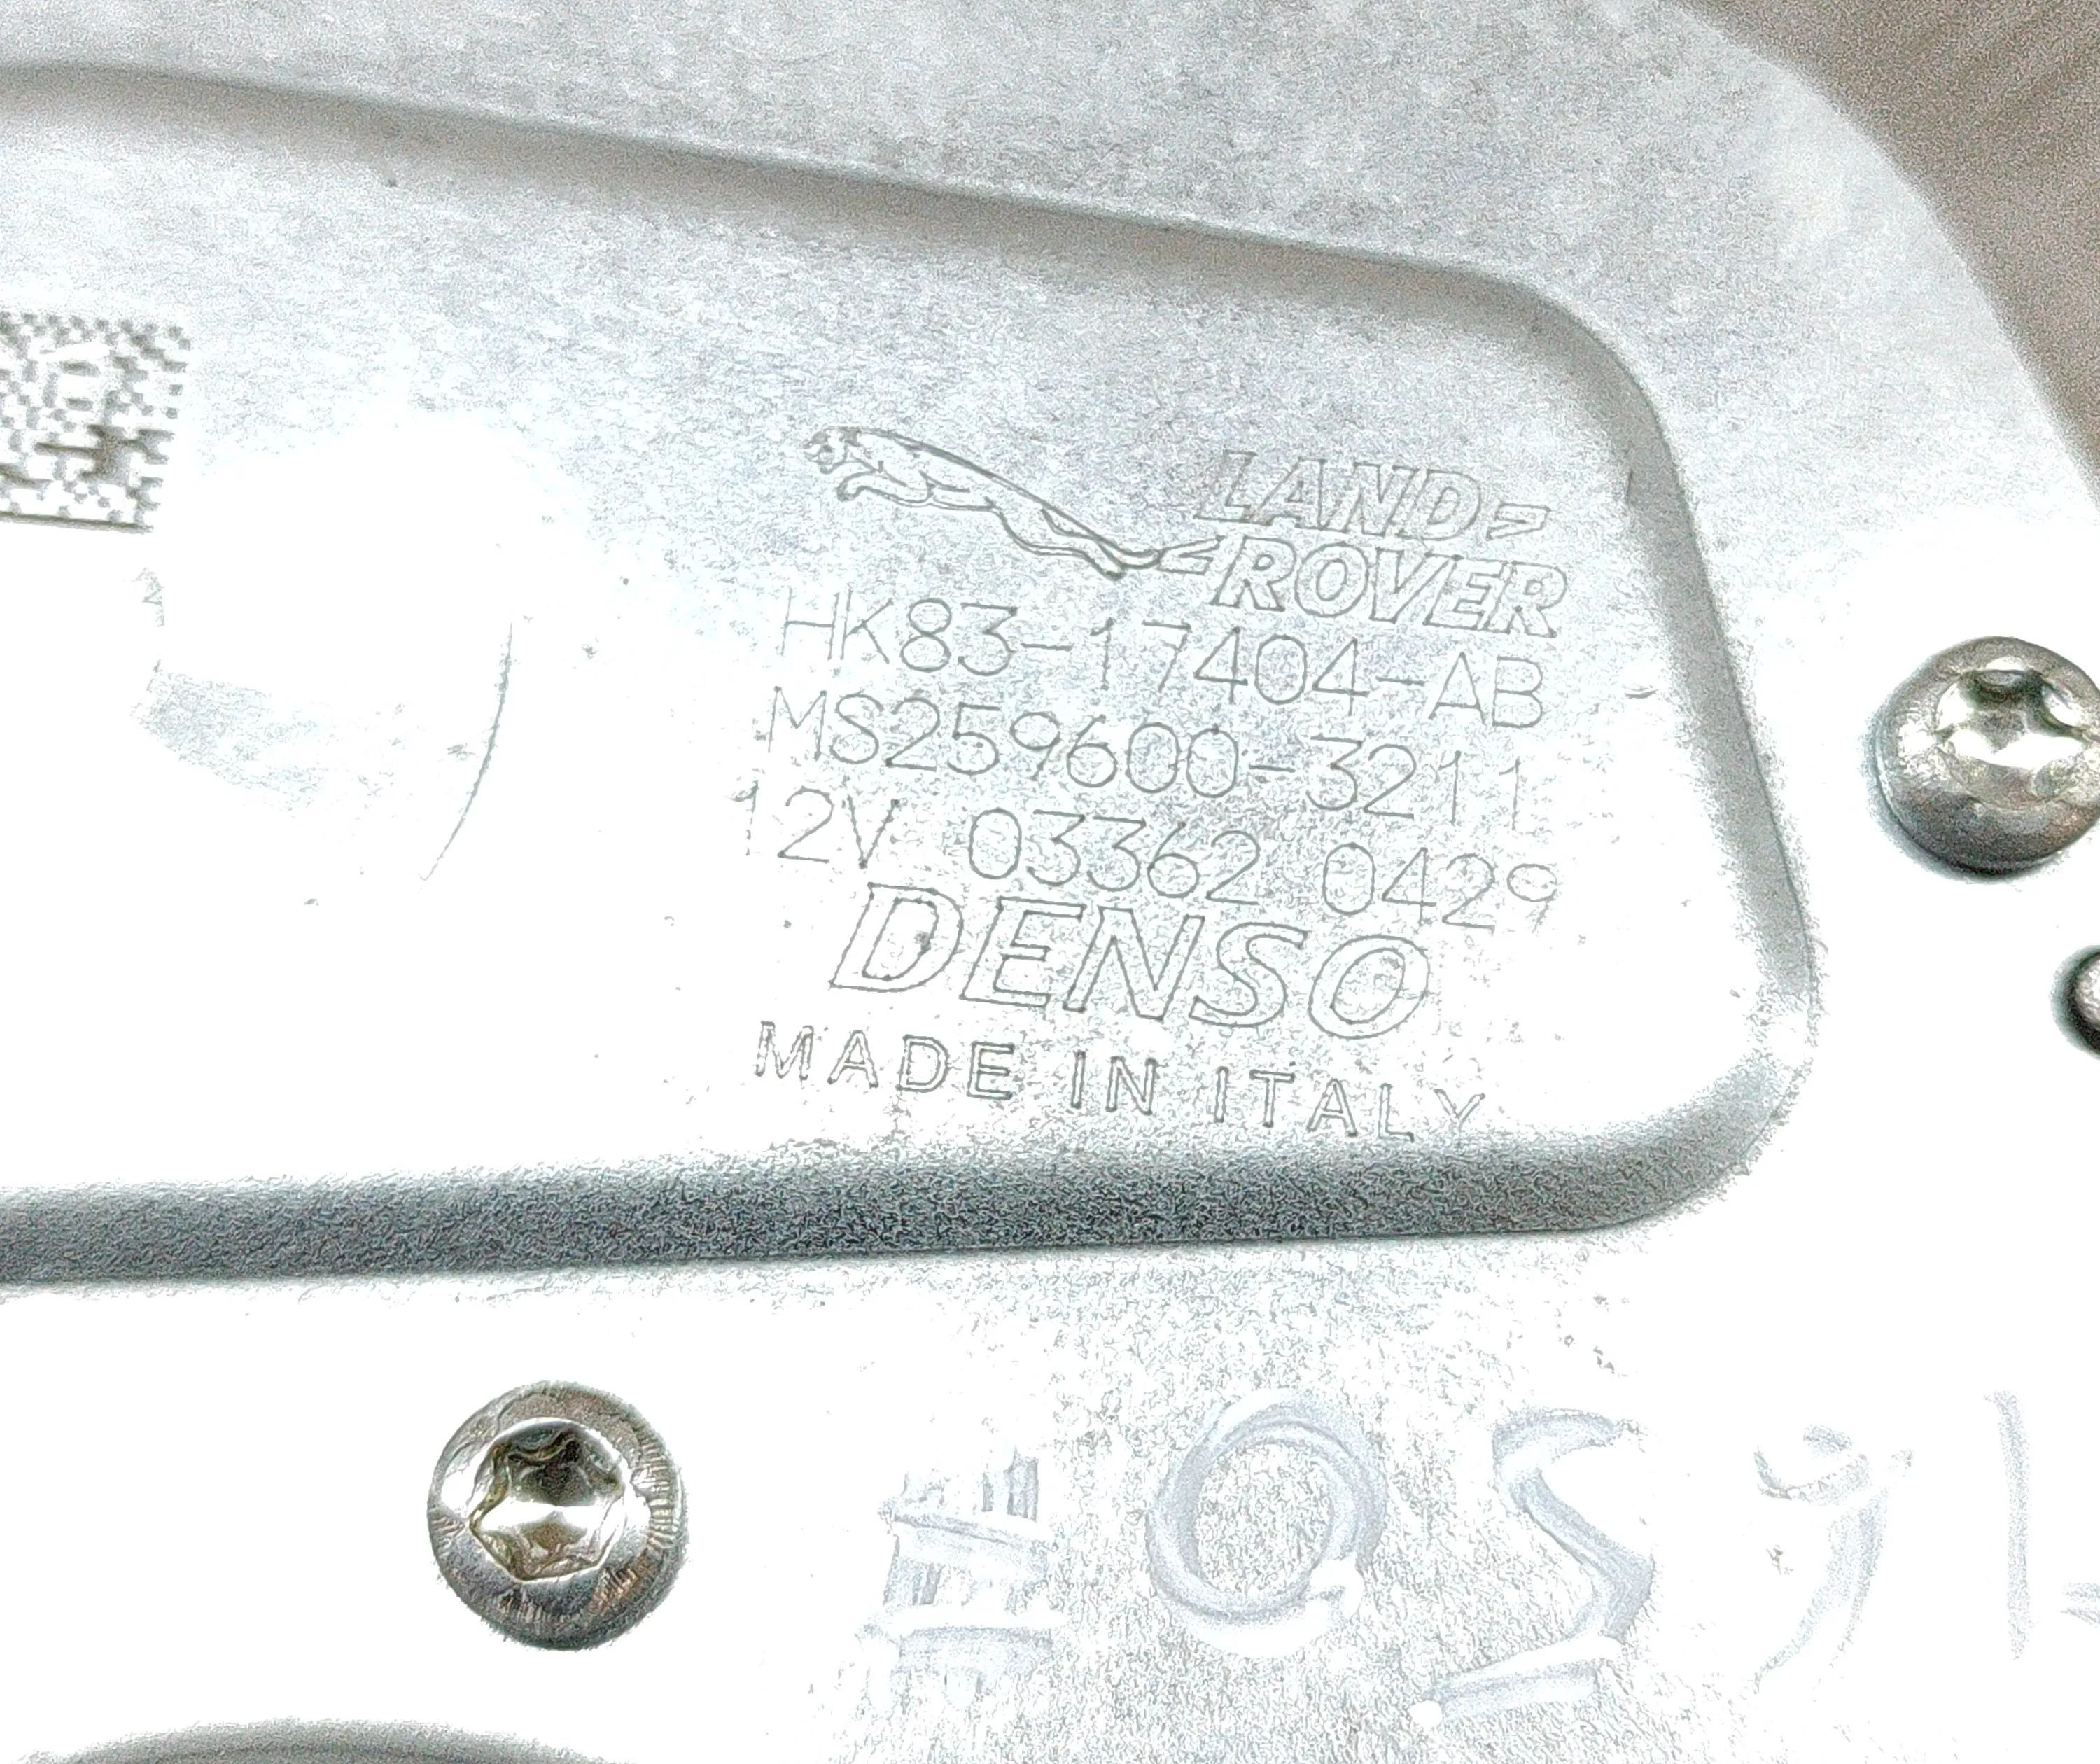 LAND
ROVER
HK83-17404-AB
MS259600-3211
12V 03362 0429
DENSO
MADE IN ITALY